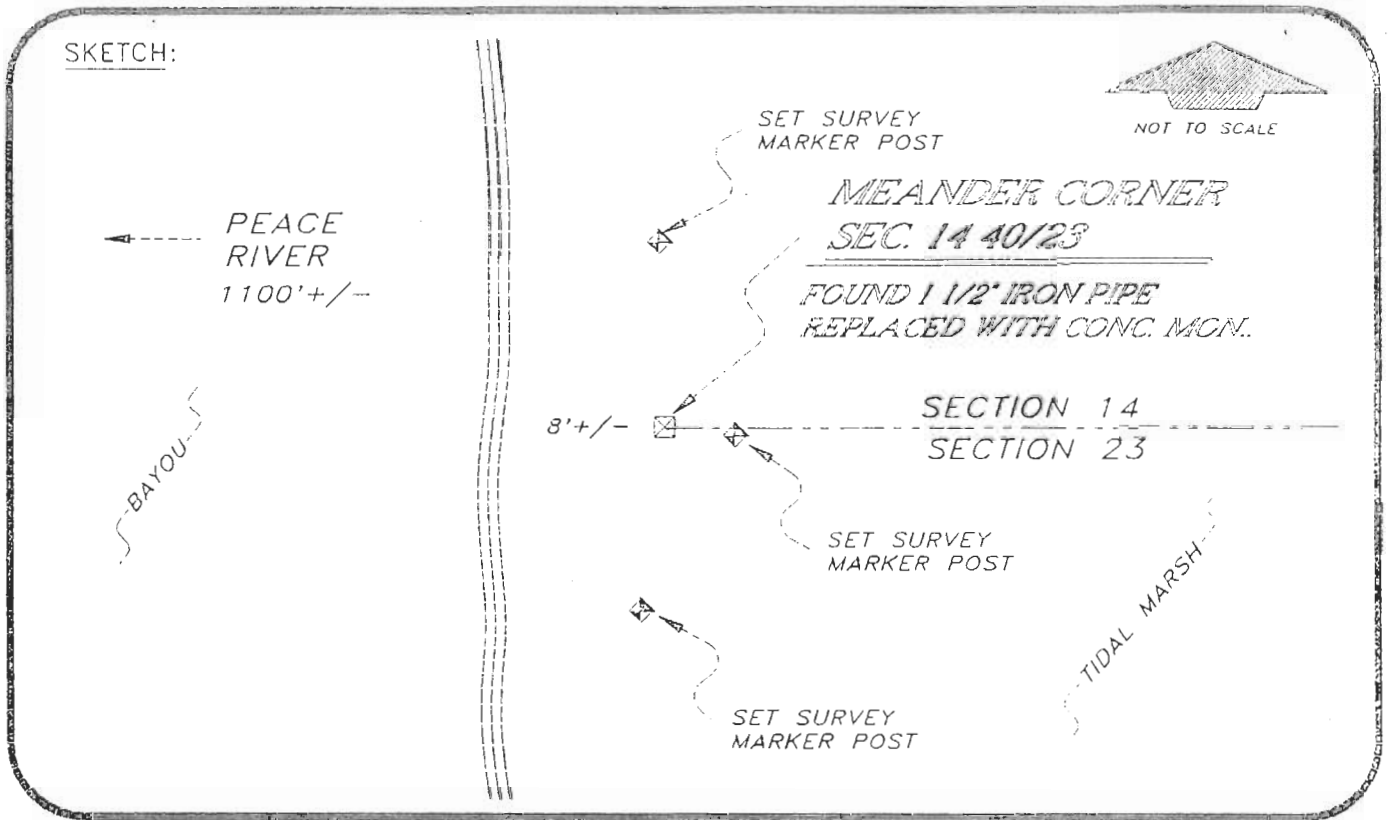 SKETCH:
NOT TO SCALE
SET SURVEY
MARKER POST
MEANDER CORNER
SEC. 14 40/23
FOUND 1 1/2" IRON PIPE
REPLACED WITH CONC. MON.
PEACE
RIVER
1100'+/-
BAYOU
8'+/-
SECTION 14
SECTION 23
SET SURVEY
MARKER POST
TIDAL MARSH
SET SURVEY
MARKER POST